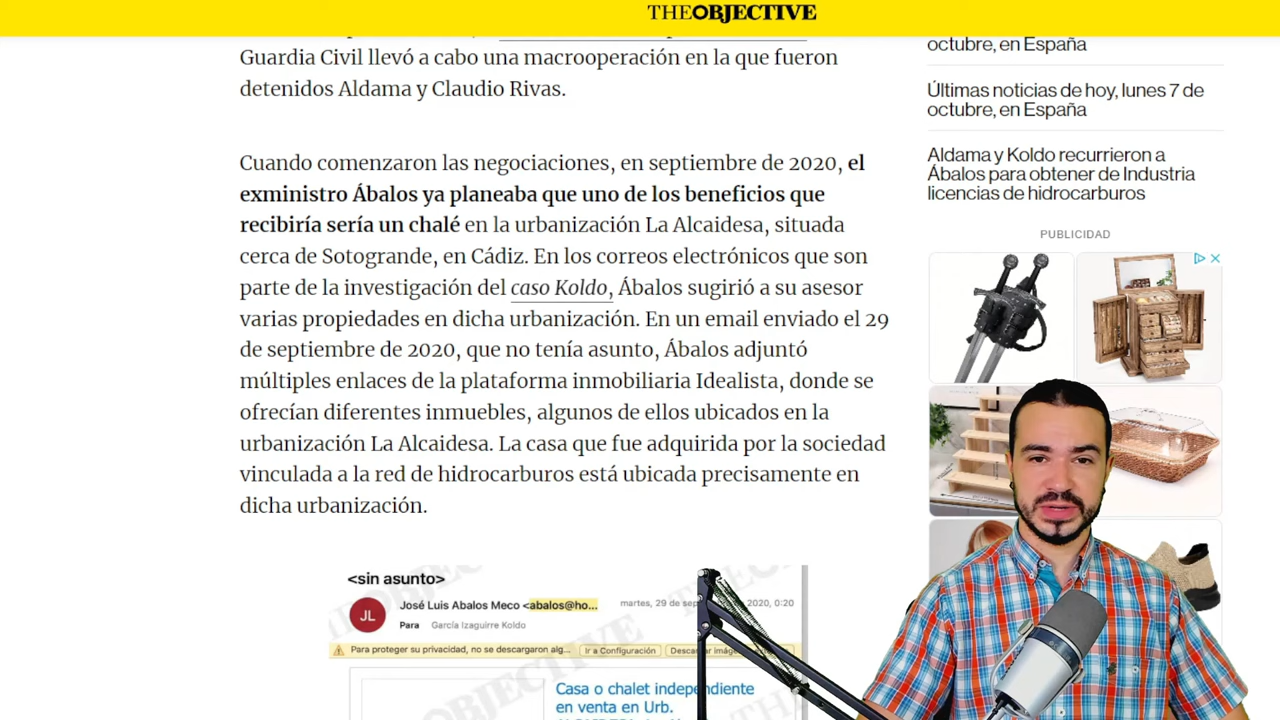 THEOBJECTIVE
Guardia Civil llevó a cabo una macrooperación en la que fueron
detenidos Aldama y Claudio Rivas.
Cuando comenzaron las negociaciones, en septiembre de 2020, el
exministro Ábalos ya planeaba que uno de los beneficios que
recibiría sería un chalé en la urbanización La Alcaidesa, situada
cerca de Sotogrande, en Cádiz. En los correos electrónicos que son
parte de la investigación del caso Koldo, Ábalos sugirió a su asesor
varias propiedades en dicha urbanización. En un email enviado el 29
de septiembre de 2020, que no tenía asunto, Ábalos adjuntó
múltiples enlaces de la plataforma inmobiliaria Idealista, donde se
ofrecían diferentes inmuebles, algunos de ellos ubicados en la
urbanización La Alcaidesa. La casa que fue adquirida por la sociedad
vinculada a la red de hidrocarburos está ubicada precisamente en
dicha urbanización.
<sin asunto>
JL
José Luis Abalos Meco <abalos@ho...
martes, 29 de sep 2020, 0:20
Para García Izaguirre Koldo
Para proteger su privacidad, no se descargaron alg...
Ir a Configuración
Descar imág
Casa o chalet independiente
en venta en Urb.
OBJECTIVE
octubre, en España
Últimas noticias de hoy, lunes 7 de
octubre, en España
Aldama y Koldo recurrieron a
Ábalos para obtener de Industria
licencias de hidrocarburos
PUBLICIDAD